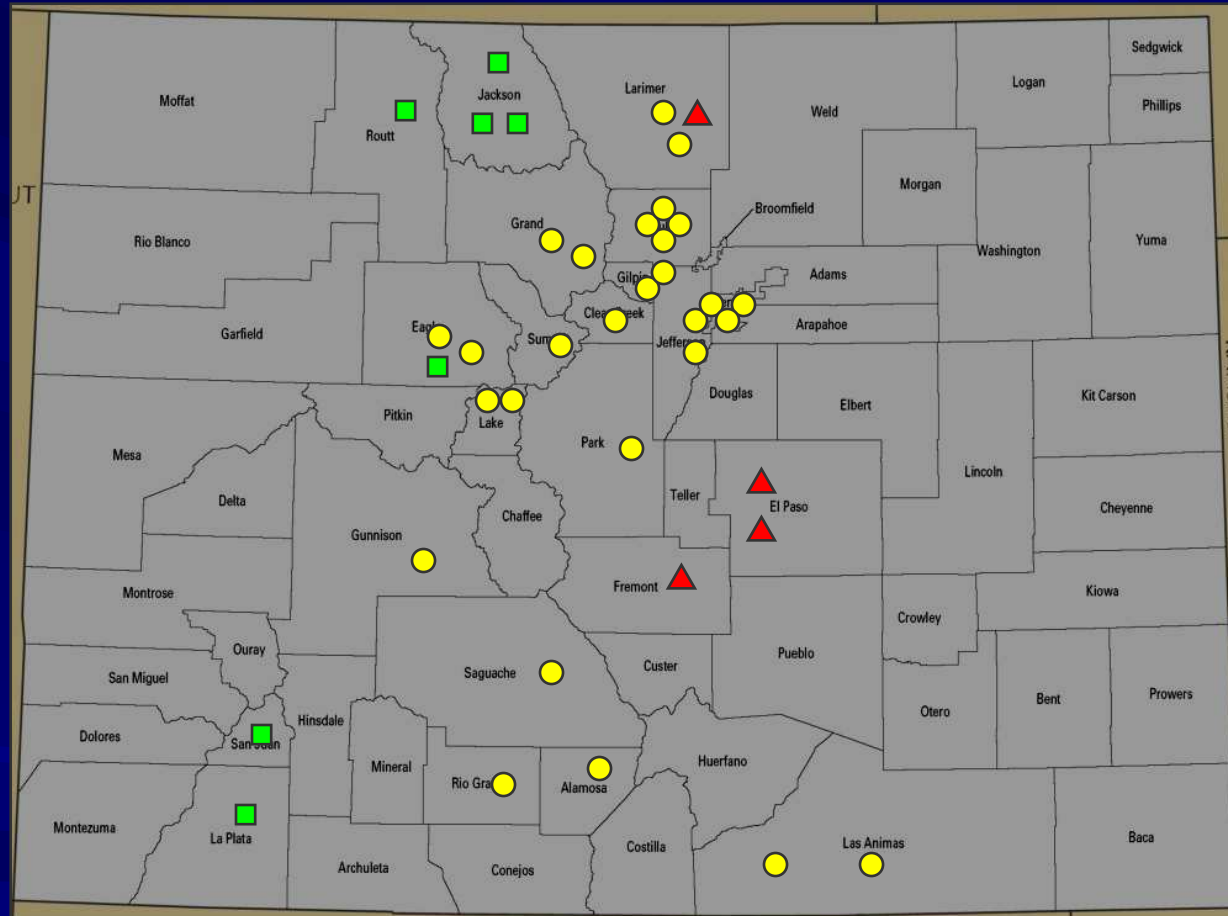 Sedgwick
Logan
Larimer
Jackson
Moffat
Phillips
Weld
Routt
Morgan
UT
Broomfield
Grand
Rio Blanco
Yuma
Washington
Adams
Garfield
Arapahoe
Douglas
Kit Carson
Elbert
Pitkin
Lake
Park
Mesa
Lincoln
Teller
Delta
El Paso
Cheyenne
Chaffee
Gunnison
Fremont
Kiowa
Montrose
Crowley
Ouray
Pueblo
Custer
Saguache
San Miguel
Prowers
Bent
Otero
Hinsdale
Dolores
San Juan
Huerfano
Mineral
Alamosa
Montezuma
La Plata
Las Animas
Baca
Costilla
Archuleta
Conejos